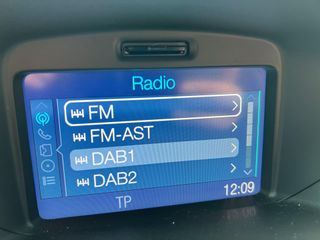 Radio
FM
FM-AST
DAB1
DAB2
TP 12:09